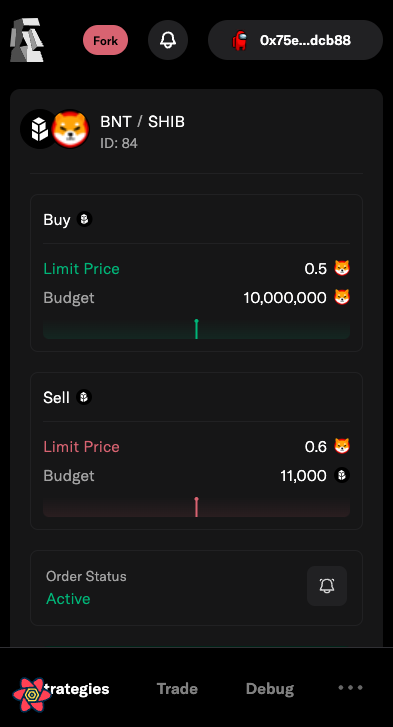 Fork
0x75e...dcb88
BNT / SHIB
ID: 84
Buy
Limit Price 0.5
Budget 10,000,000
Sell
Limit Price 0.6
Budget 11,000
Order Status
Active
trategies Trade Debug